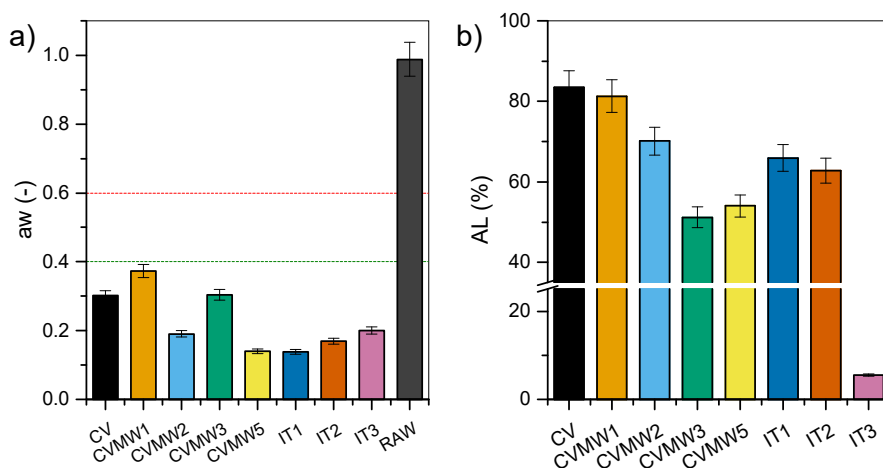 a)
aw (-)
1.0
0.8
0.6
0.4
0.2
0.0
CV
CVMW1
CVMW2
CVMW3
CVMW5
IT1
IT2
IT3
RAW
b)
AL (%)
100
80
60
40
20
0
CV
CVMW1
CVMW2
CVMW3
CVMW5
IT1
IT2
IT3